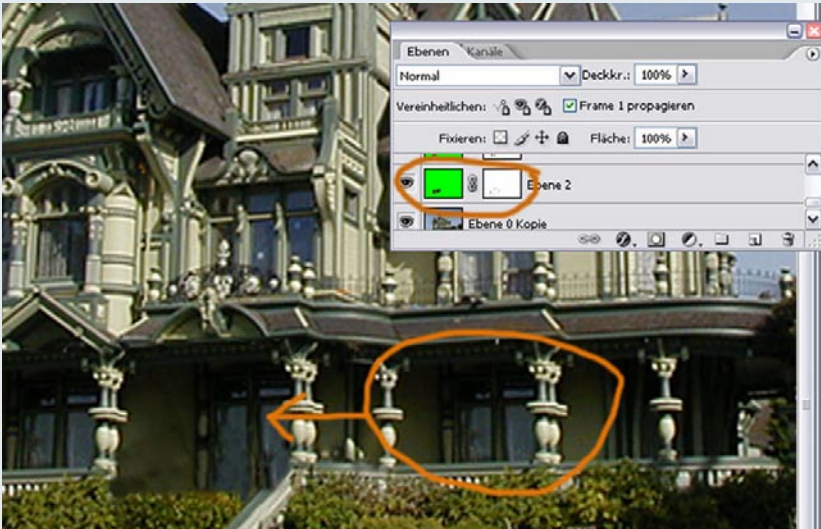 Ebenen Kanäle
Normal Deckkr.: 100%
Vereinheitlichen: Frame 1 propagieren
Fixieren: Fläche: 100%
Ebene 2
Ebene 0 Kopie